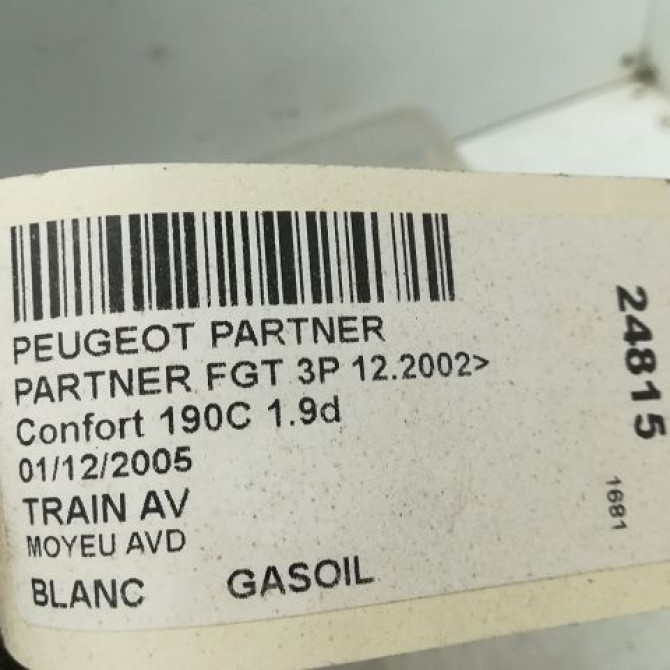 PEUGEOT PARTNER
PARTNER FGT 3P 12.2002>
Confort 190C 1.9d
01/12/2005
TRAIN AV
MOYEU AVD
BLANC GASOIL
24815
1681